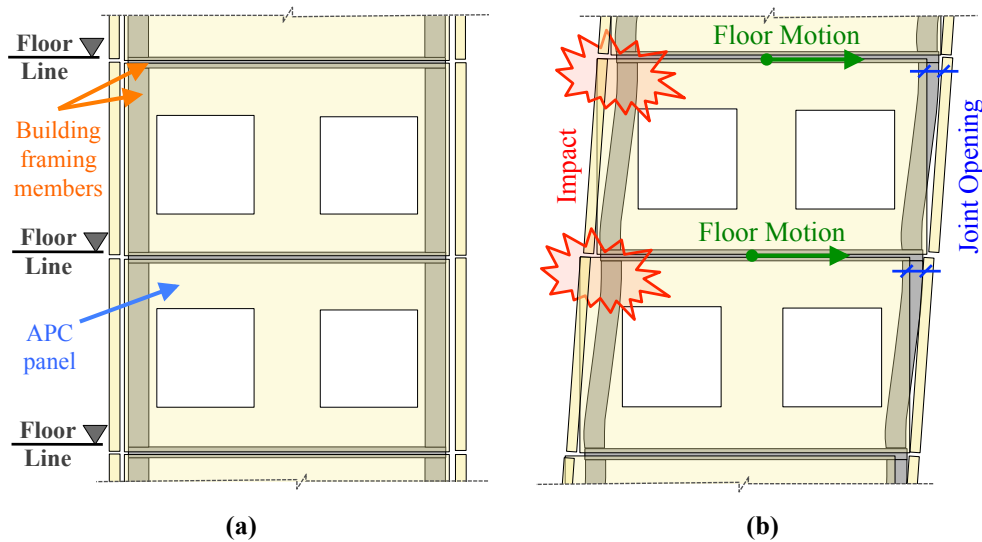 Floor
Line
Building
framing
members
Floor
Line
APC
panel
Floor
Line
(a)
Floor Motion
Impact
Joint Opening
Floor Motion
(b)